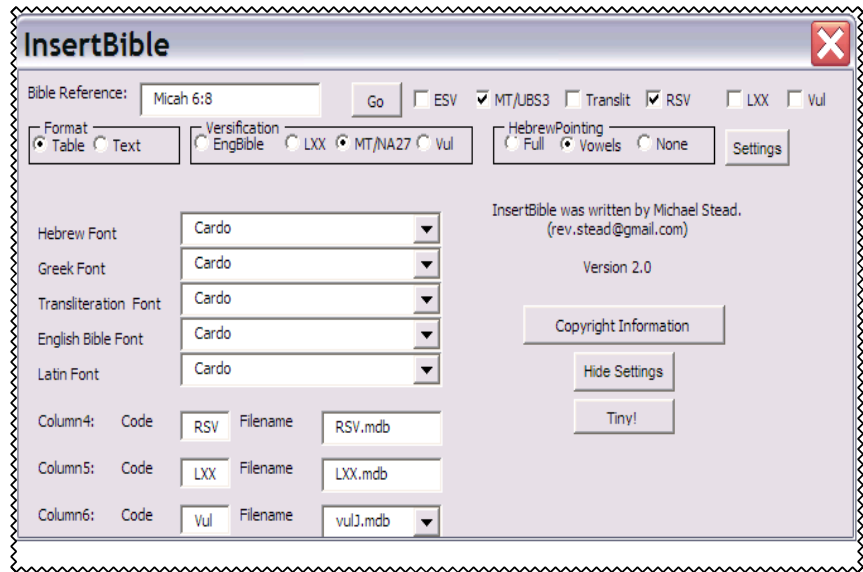 InsertBible
Bible Reference: Micah 6:8 Go ESV MT/UBS3 Translit RSV LXX Vul
Format Versification HebrewPointing
Table Text EngBible LXX MT/NA27 Vul Full Vowels None Settings
InsertBible was written by Michael Stead.
(rev.stead@gmail.com)
Hebrew Font Cardo
Greek Font Cardo
Version 2.0
Transliteration Font Cardo
English Bible Font Cardo
Copyright Information
Latin Font Cardo
Hide Settings
Column4: Code RSV Filename RSV.mdb
Tiny!
Column5: Code LXX Filename LXX.mdb
Column6: Code Vul Filename vulJ.mdb